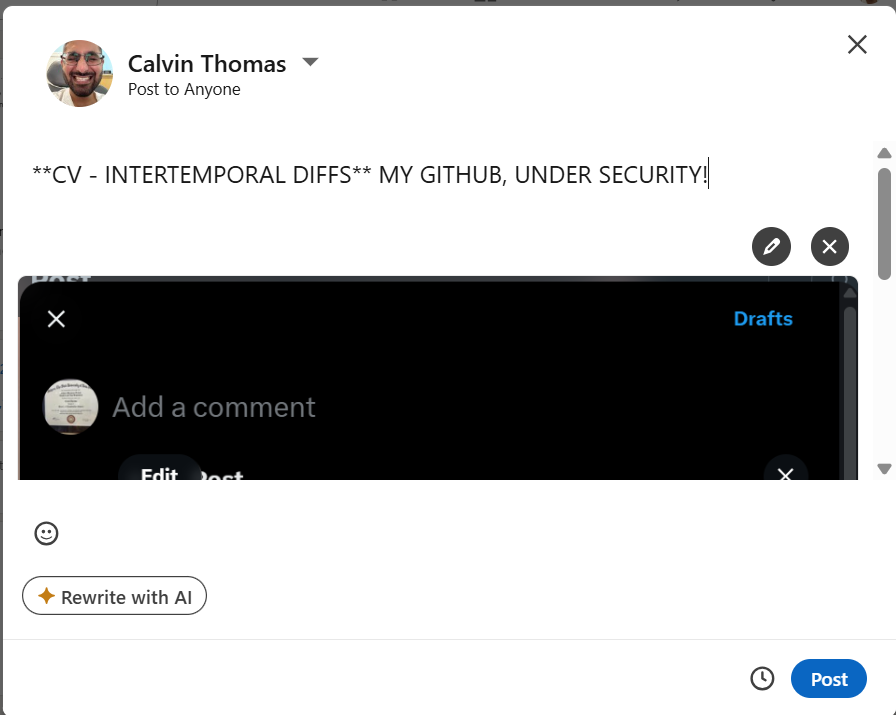 Calvin Thomas
Post to Anyone
**CV - INTERTEMPORAL DIFFS** MY GITHUB, UNDER SECURITY!
Post
Drafts
Add a comment
Edit Post
Rewrite with AI
Post